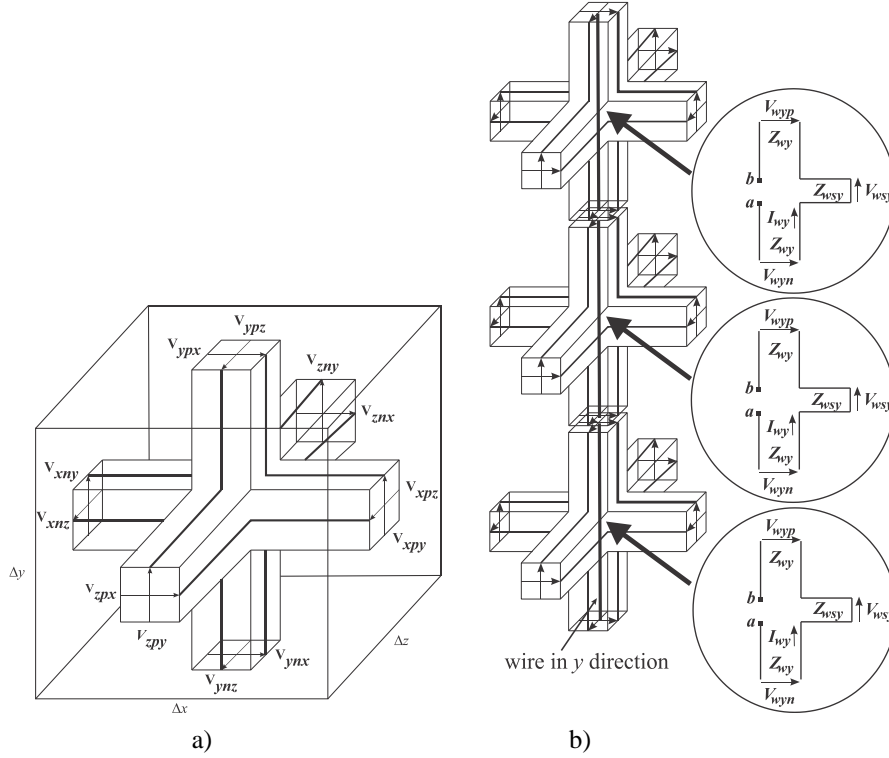 V_ypz
V_ypx
V_zny
V_znx
V_xny
V_xpz
V_xnz
V_xpy
Δy
V_zpx
V_zpy
Δz
V_ynx
V_ynz
Δx
a)
V_wyp
Z_wy
b
Z_wsy V_wsy
a
I_wy
Z_wy
V_wyn
V_wyp
Z_wy
b
Z_wsy V_wsy
a
I_wy
Z_wy
V_wyn
V_wyp
Z_wy
b
Z_wsy V_wsy
a
I_wy
Z_wy
V_wyn
wire in y direction
b)